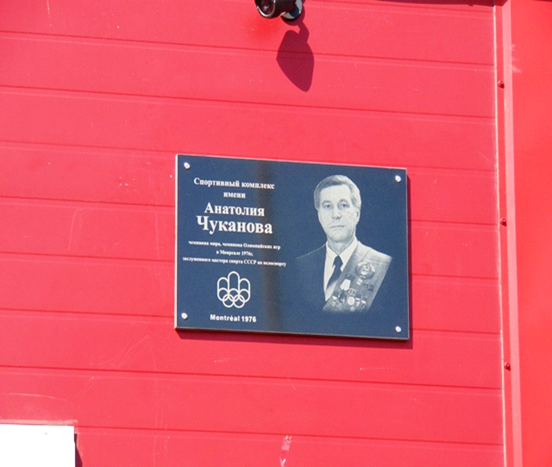 Спортивный комплекс
имени
Анатолия
Чуканова
чемпиона мира, чемпиона Олимпийских игр
в Монреале 1976г.
заслуженного мастера спорта СССР по велоспорту
Montréal 1976